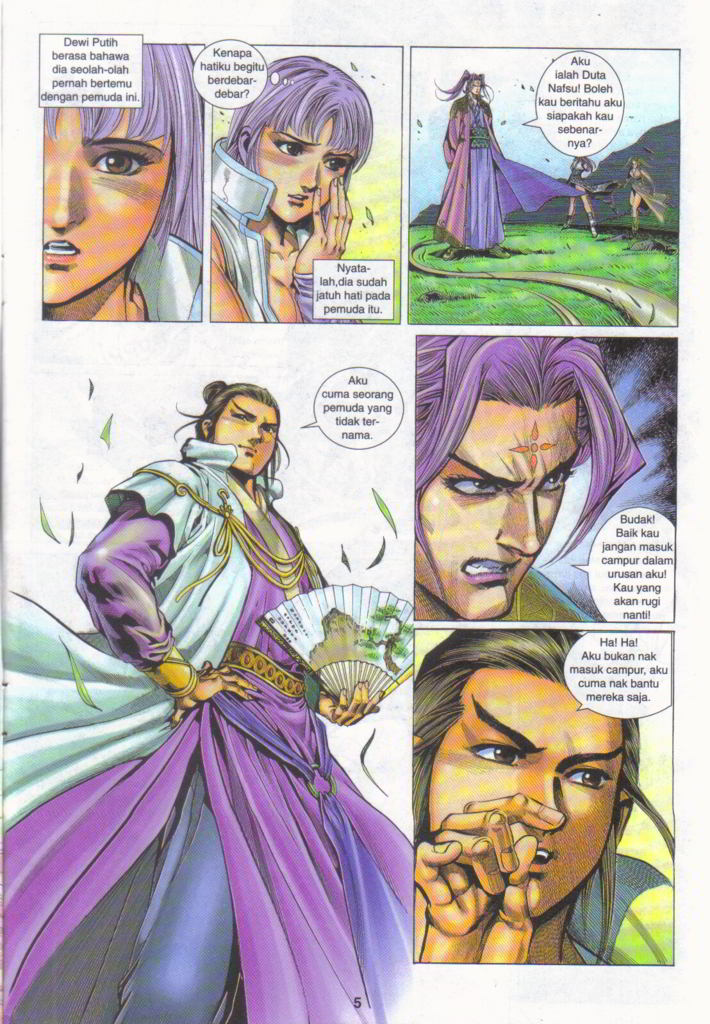 Dewi Putih
berasa bahawa
dia seolah-olah
pernah bertemu
dengan pemuda ini.
Kenapa
hatiku begitu
berdebar-
debar?
Nyata-
lah,dia sudah
jatuh hati pada
pemuda itu.
Aku
ialah Duta
Nafsu! Boleh
kau beritahu aku
siapakah kau
sebenar-
nya?
Aku
cuma seorang
pemuda yang
tidak ter-
nama.
Budak!
Baik kau
jangan masuk
campur dalam
urusan aku!
Kau yang
akan rugi
nanti!
Ha! Ha!
Aku bukan nak
masuk campur, aku
cuma nak bantu
mereka saja.
5